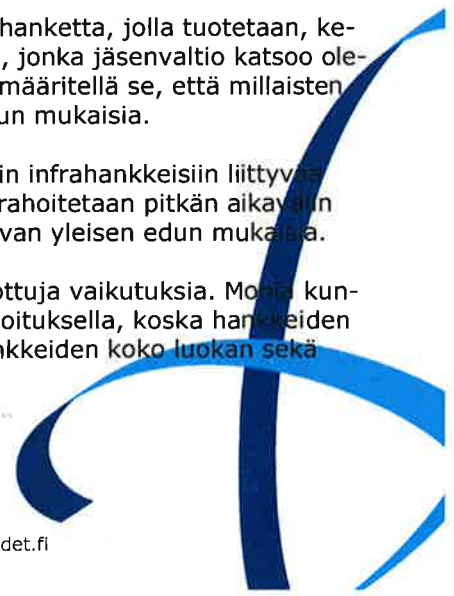 hanketta, jolla tuotetaan, ke-
, jonka jäsenvaltio katsoo ole-
määritellä se, että millaisten
un mukaisia.
in infrahankkeisiin liittyvää
rahoitetaan pitkän aikavälin
van yleisen edun mukaisia.
ottuja vaikutuksia. Monia kun-
oituksella, koska hankkeiden
nkkeiden koko luokan sekä
det.fi